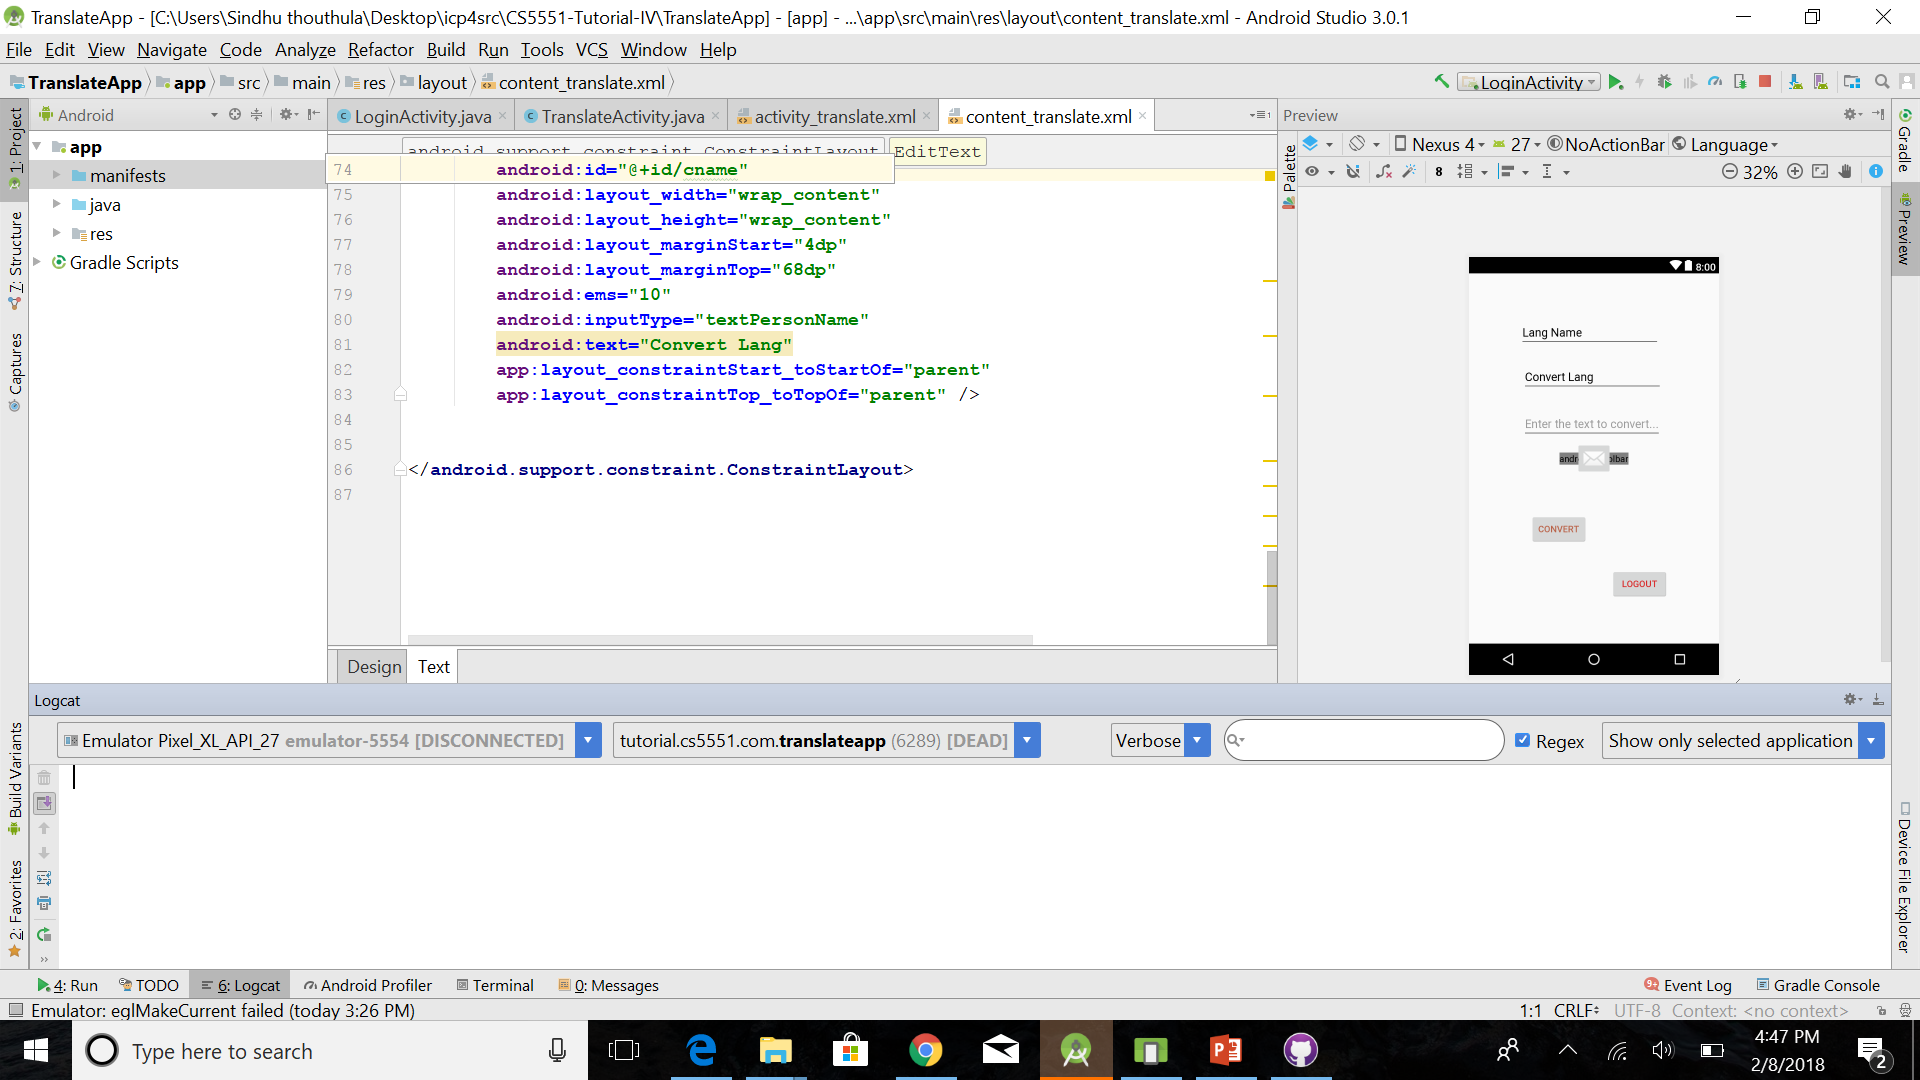 TranslateApp - [C:\Users\Sindhu thouthula\Desktop\icp4src\CS5551-Tutorial-IV\TranslateApp] - [app] - ...\app\src\main\res\layout\content_translate.xml - Android Studio 3.0.1
File Edit View Navigate Code Analyze Refactor Build Run Tools VCS Window Help
TranslateApp app src main res layout content_translate.xml
LoginActivity
1: Project
7: Structure
Captures
Build Variants
2: Favorites
Android
app
manifests
java
res
Gradle Scripts
LoginActivity.java TranslateActivity.java activity_translate.xml content_translate.xml
android.support.constraint.ConstraintLayout EditText
74 android:id="@+id/cname"
75 android:layout_width="wrap_content"
76 android:layout_height="wrap_content"
77 android:layout_marginStart="4dp"
78 android:layout_marginTop="68dp"
79 android:ems="10"
80 android:inputType="textPersonName"
81 android:text="Convert Lang"
82 app:layout_constraintStart_toStartOf="parent"
83 app:layout_constraintTop_toTopOf="parent" />
84
85
86 </android.support.constraint.ConstraintLayout>
87
Design Text
Preview
Palette
Nexus 4 27 NoActionBar Language
8 32%
8:00
Lang Name
Convert Lang
Enter the text to convert...
andr lbar
CONVERT
LOGOUT
Gradle
Preview
Device File Explorer
Logcat
Emulator Pixel_XL_API_27 emulator-5554 [DISCONNECTED] tutorial.cs5551.com.translateapp (6289) [DEAD] Verbose Regex Show only selected application
4: Run TODO 6: Logcat Android Profiler Terminal 0: Messages Event Log Gradle Console
Emulator: eglMakeCurrent failed (today 3:26 PM) 1:1 CRLF UTF-8 Context: <no context>
Type here to search
4:47 PM
2/8/2018
2